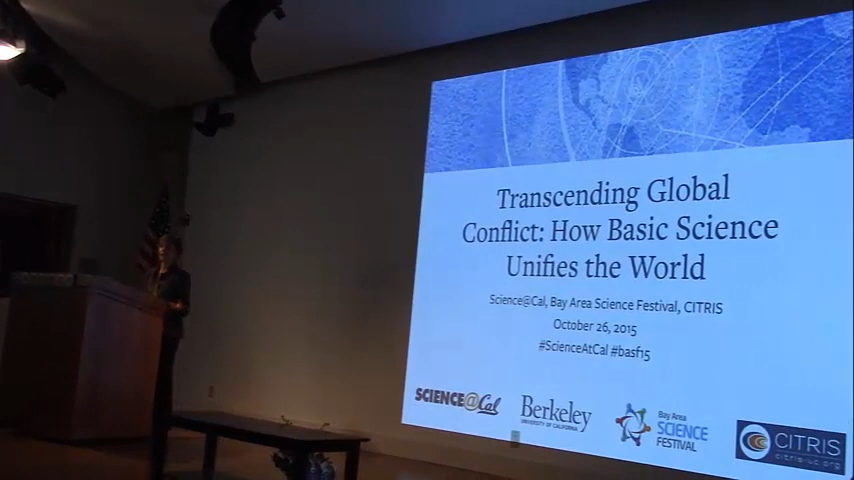 Transcending Global
Conflict: How Basic Science
Unifies the World
Science@Cal, Bay Area Science Festival, CITRIS
October 26, 2015
#ScienceAtCal #basf15
SCIENCE@Cal
Berkeley
UNIVERSITY OF CALIFORNIA
Bay Area
SCIENCE
FESTIVAL
CITRIS
citris-uc.org